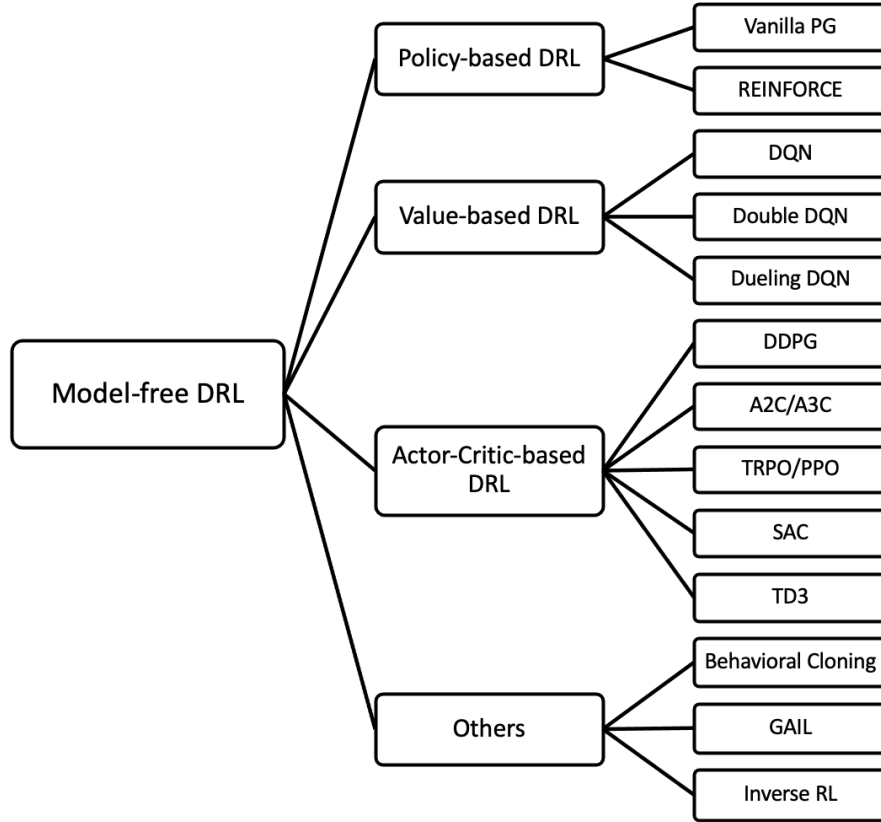 Model-free DRL
Policy-based DRL
Vanilla PG
REINFORCE
Value-based DRL
DQN
Double DQN
Dueling DQN
Actor-Critic-based
DRL
DDPG
A2C/A3C
TRPO/PPO
SAC
TD3
Others
Behavioral Cloning
GAIL
Inverse RL